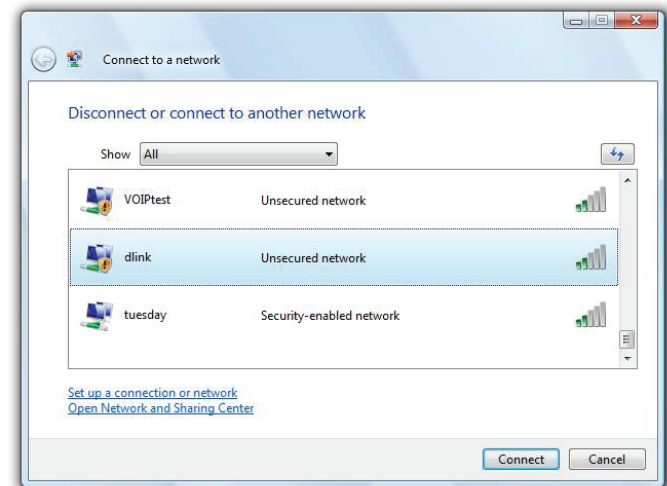 Connect to a network
Disconnect or connect to another network
Show All
VOIPtest Unsecured network
dlink Unsecured network
tuesday Security-enabled network
Set up a connection or network
Open Network and Sharing Center
Connect Cancel